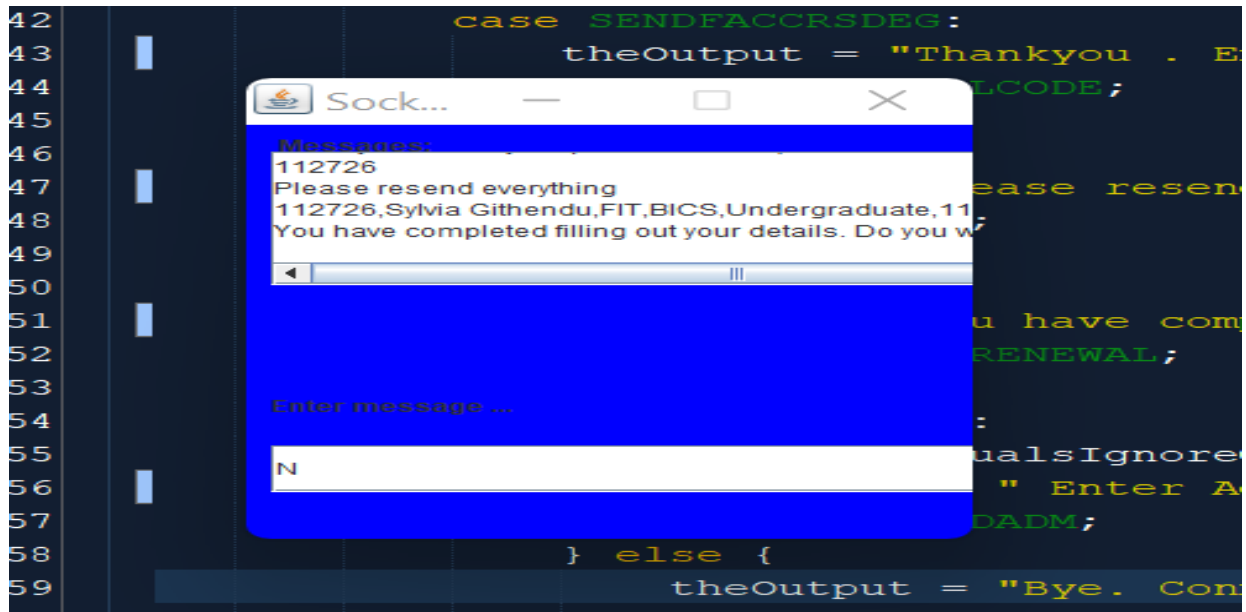 42 case SENDFACCRSDEG:
43 theOutput = "Thankyou . E
44 LCODE;
45
46
47 ease resen
48 ;
49
50
51 u have com
52 RENEWAL;
53
54 :
55 ualsIgnore
56 " Enter A
57 DADM;
58 } else {
59 theOutput = "Bye. Con
Sock...
Messages:
112726
Please resend everything
112726,Sylvia Githendu,FIT,BICS,Undergraduate,11
You have completed filling out your details. Do you w
Enter message ...
N